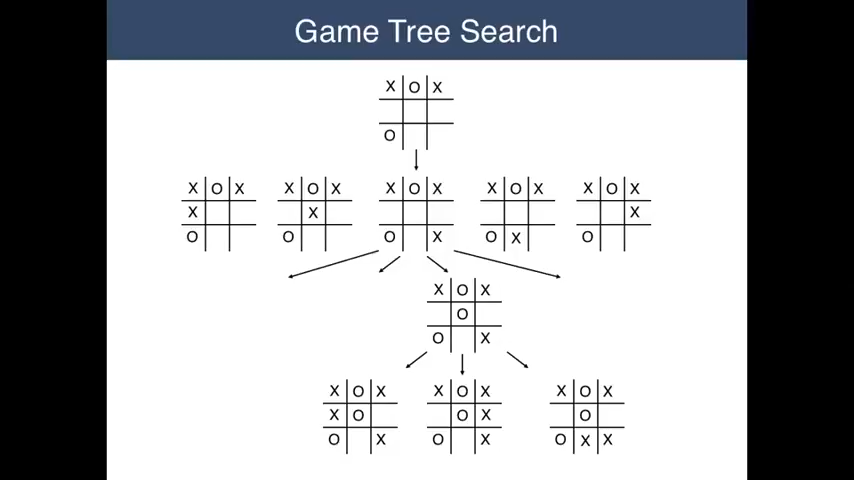 Game Tree Search
X O X
O
X O X X O X X O X X O X X O X
X X X
O O O X O X O
X O X
O
O X
X O X X O X X O X
X O O X O
O X O X O X X